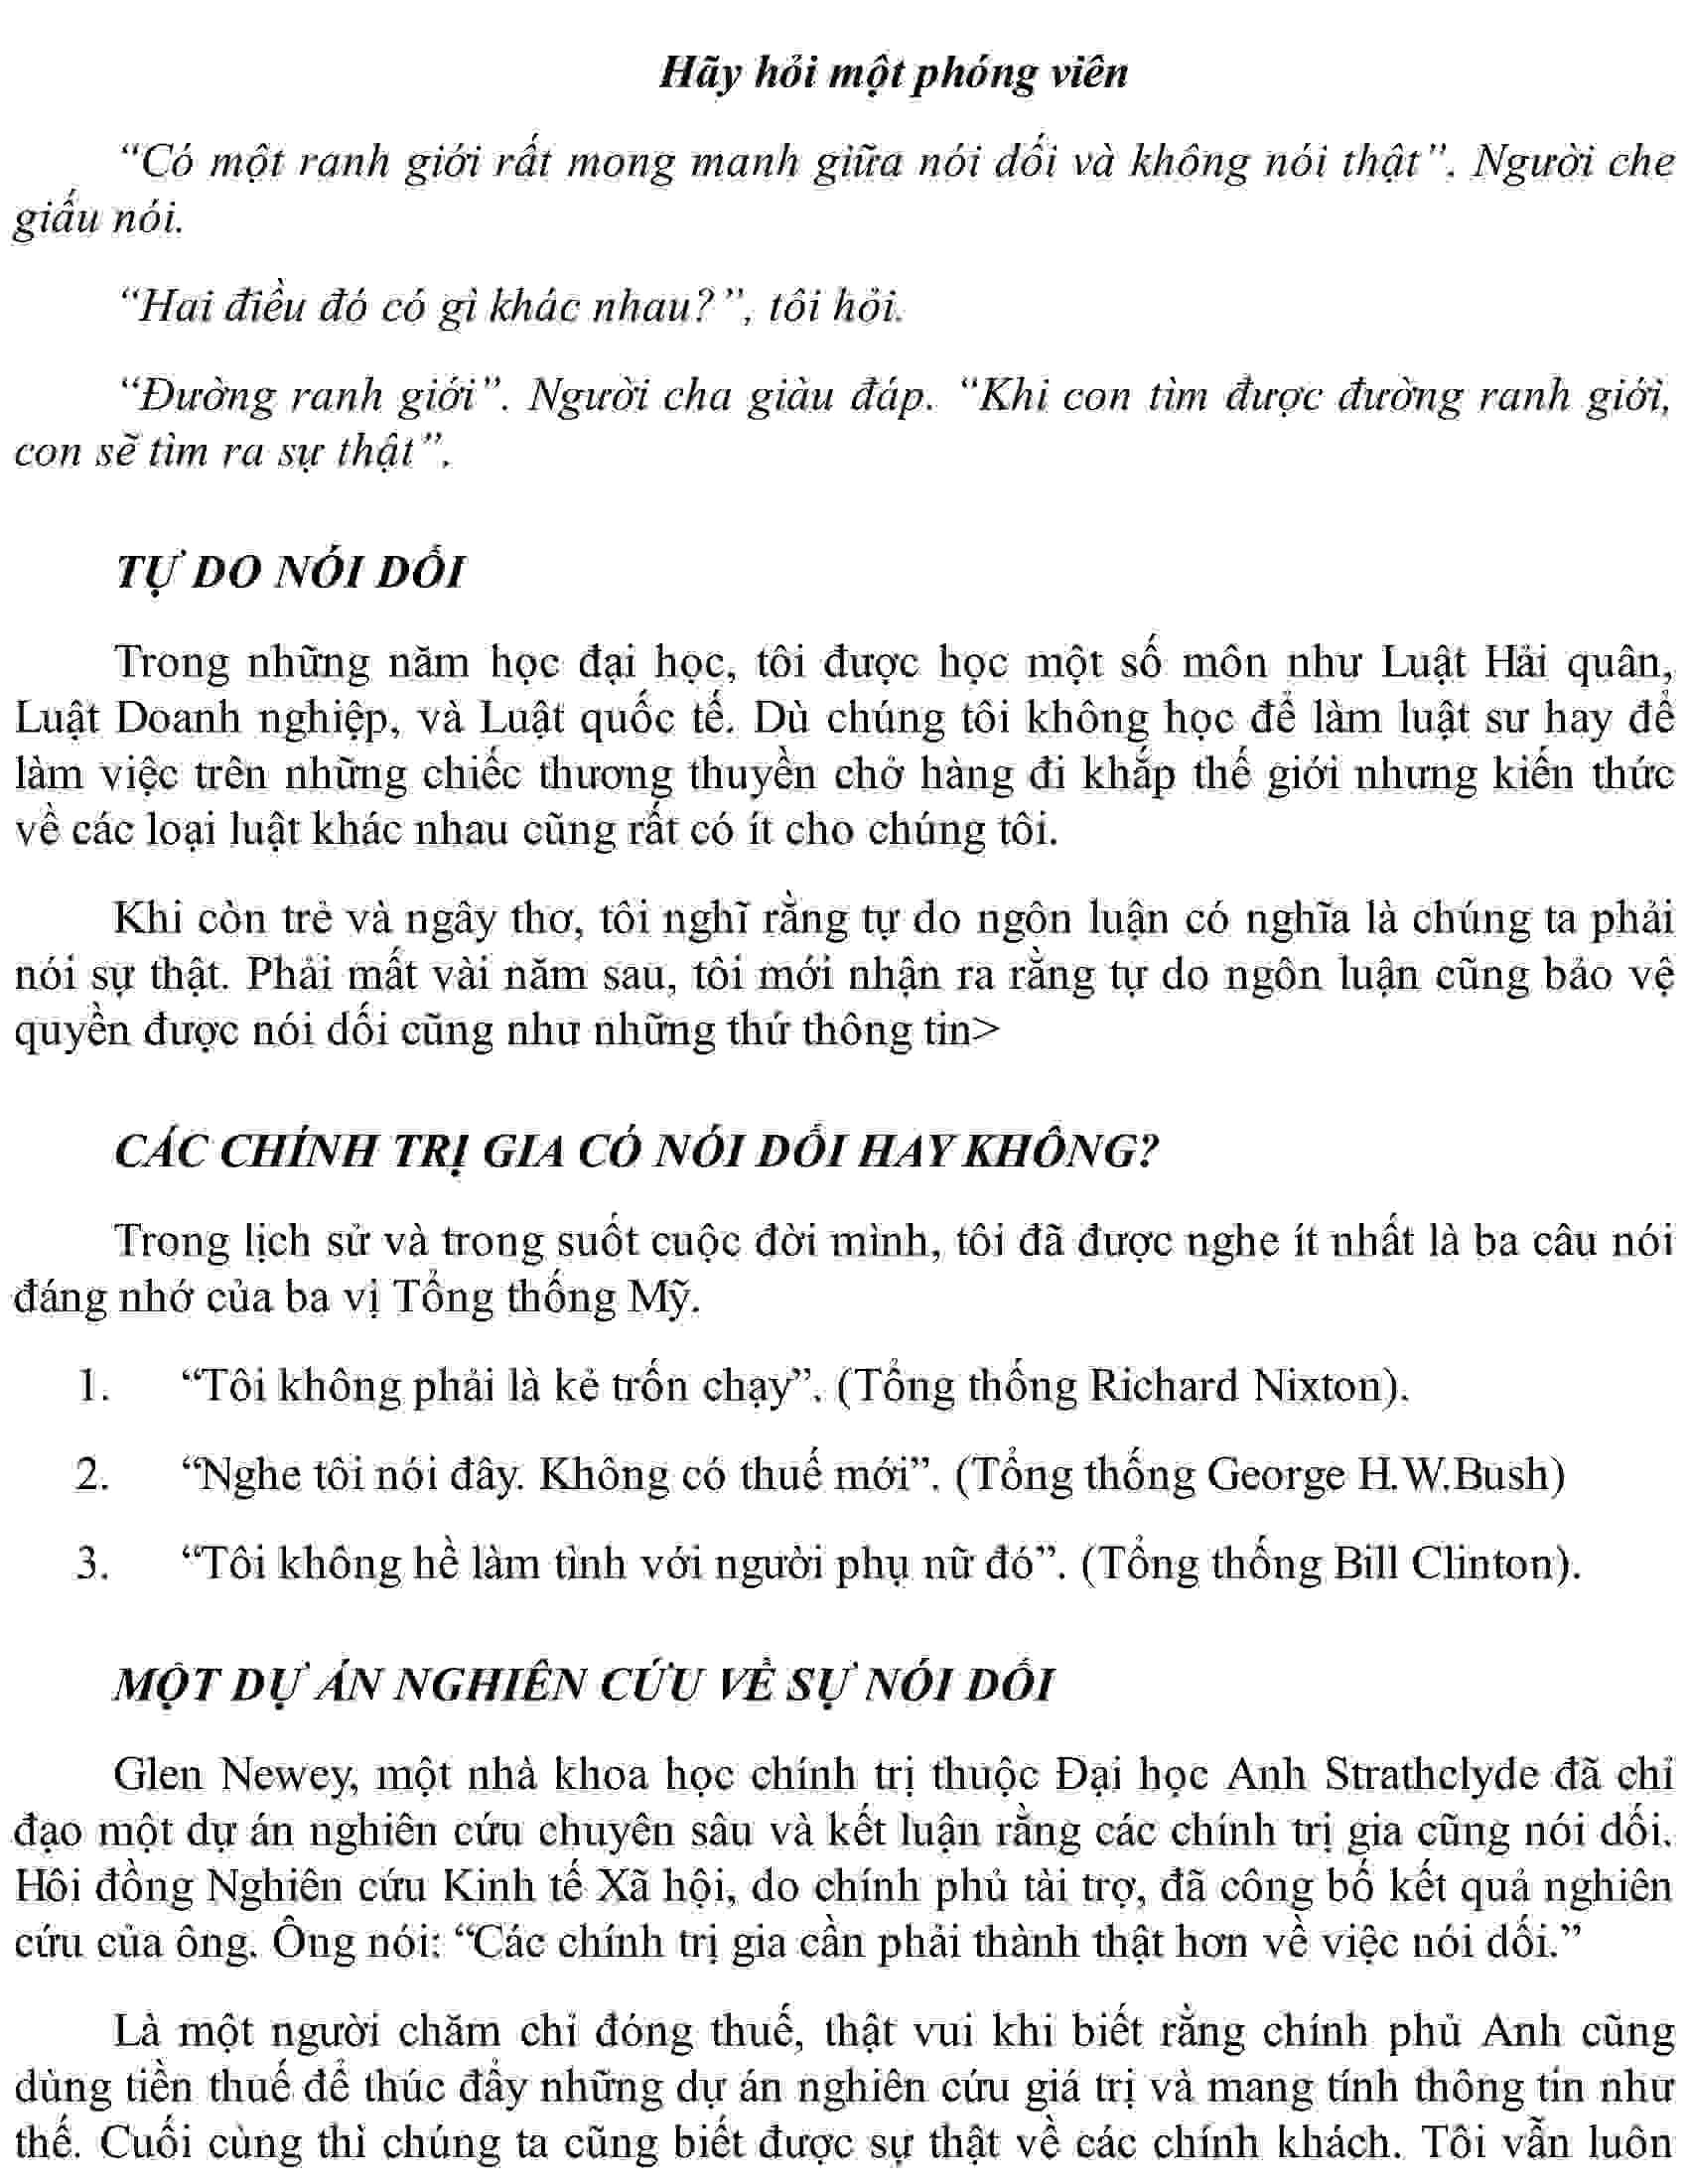 Hãy hỏi một phóng viên
“Có một ranh giới rất mong manh giữa nói dối và không nói thật”. Người che
giấu nói.
“Hai điều đó có gì khác nhau?”, tôi hỏi.
“Đường ranh giới”. Người cha giàu đáp. “Khi con tìm được đường ranh giới,
con sẽ tìm ra sự thật”.
TỰ DO NÓI DỐI
Trong những năm học đại học, tôi được học một số môn như Luật Hải quân,
Luật Doanh nghiệp, và Luật quốc tế. Dù chúng tôi không học để làm luật sư hay để
làm việc trên những chiếc thương thuyền chở hàng đi khắp thế giới nhưng kiến thức
về các loại luật khác nhau cũng rất có ít cho chúng tôi.
Khi còn trẻ và ngây thơ, tôi nghĩ rằng tự do ngôn luận có nghĩa là chúng ta phải
nói sự thật. Phải mất vài năm sau, tôi mới nhận ra rằng tự do ngôn luận cũng bảo vệ
quyền được nói dối cũng như những thứ thông tin>
CÁC CHÍNH TRỊ GIA CÓ NÓI DỐI HAY KHÔNG?
Trong lịch sử và trong suốt cuộc đời mình, tôi đã được nghe ít nhất là ba câu nói
đáng nhớ của ba vị Tổng thống Mỹ.
1. “Tôi không phải là kẻ trốn chạy”. (Tổng thống Richard Nixton).
2. “Nghe tôi nói đây. Không có thuế mới”. (Tổng thống George H.W.Bush)
3. “Tôi không hề làm tình với người phụ nữ đó”. (Tổng thống Bill Clinton).
MỘT DỰ ÁN NGHIÊN CỨU VỀ SỰ NÓI DỐI
Glen Newey, một nhà khoa học chính trị thuộc Đại học Anh Strathclyde đã chỉ
đạo một dự án nghiên cứu chuyên sâu và kết luận rằng các chính trị gia cũng nói dối.
Hôi đồng Nghiên cứu Kinh tế Xã hội, do chính phủ tài trợ, đã công bố kết quả nghiên
cứu của ông. Ông nói: “Các chính trị gia cần phải thành thật hơn về việc nói dối.”
Là một người chăm chỉ đóng thuế, thật vui khi biết rằng chính phủ Anh cũng
dùng tiền thuế để thúc đẩy những dự án nghiên cứu giá trị và mang tính thông tin như
thế. Cuối cùng thì chúng ta cũng biết được sự thật về các chính khách. Tôi vẫn luôn